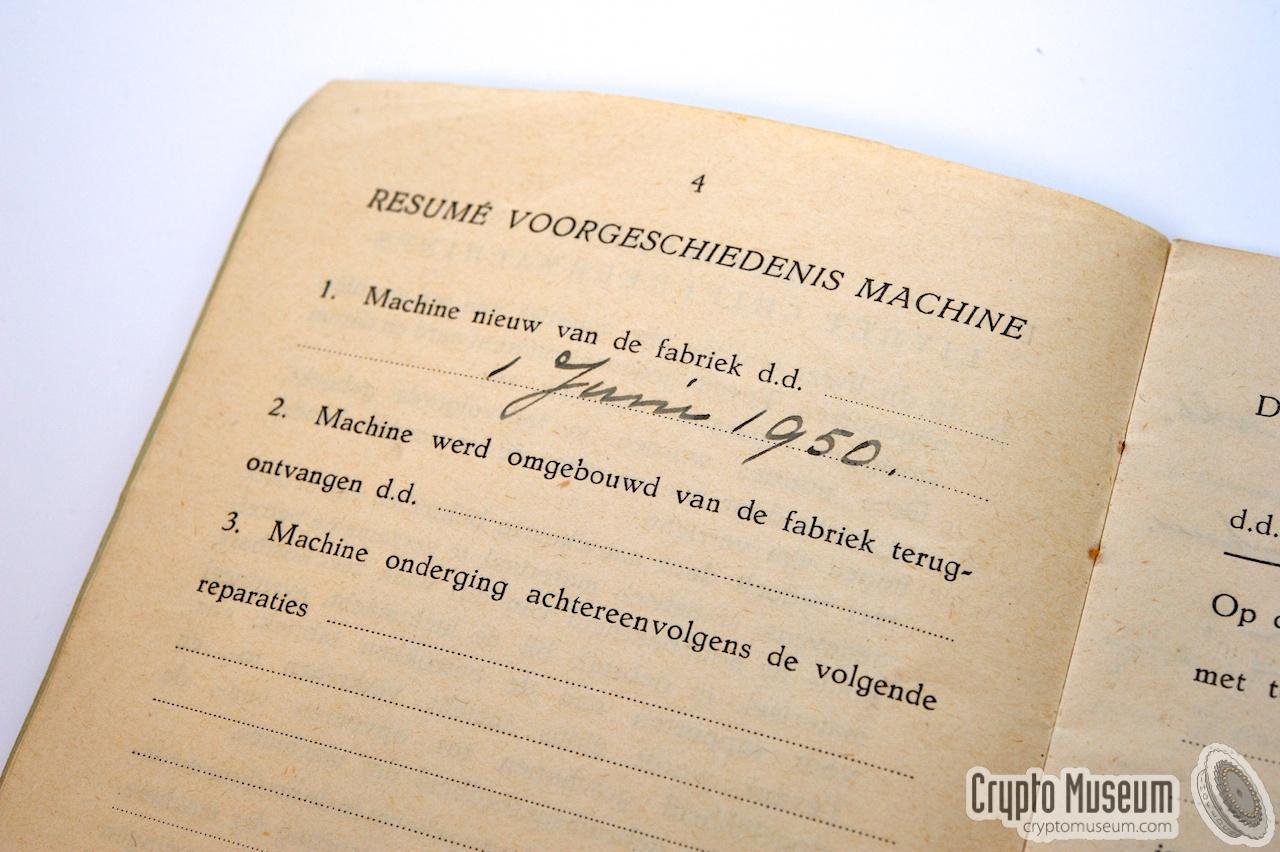 4
RESUMÉ VOORGESCHIEDENIS MACHINE
1. Machine nieuw van de fabriek d.d.
1 Juni 1950.
2. Machine werd omgebouwd van de fabriek terug-
ontvangen d.d.
3. Machine onderging achtereenvolgens de volgende
reparaties
D
d.d.
Op
met t
Crypto Museum
cryptomuseum.com